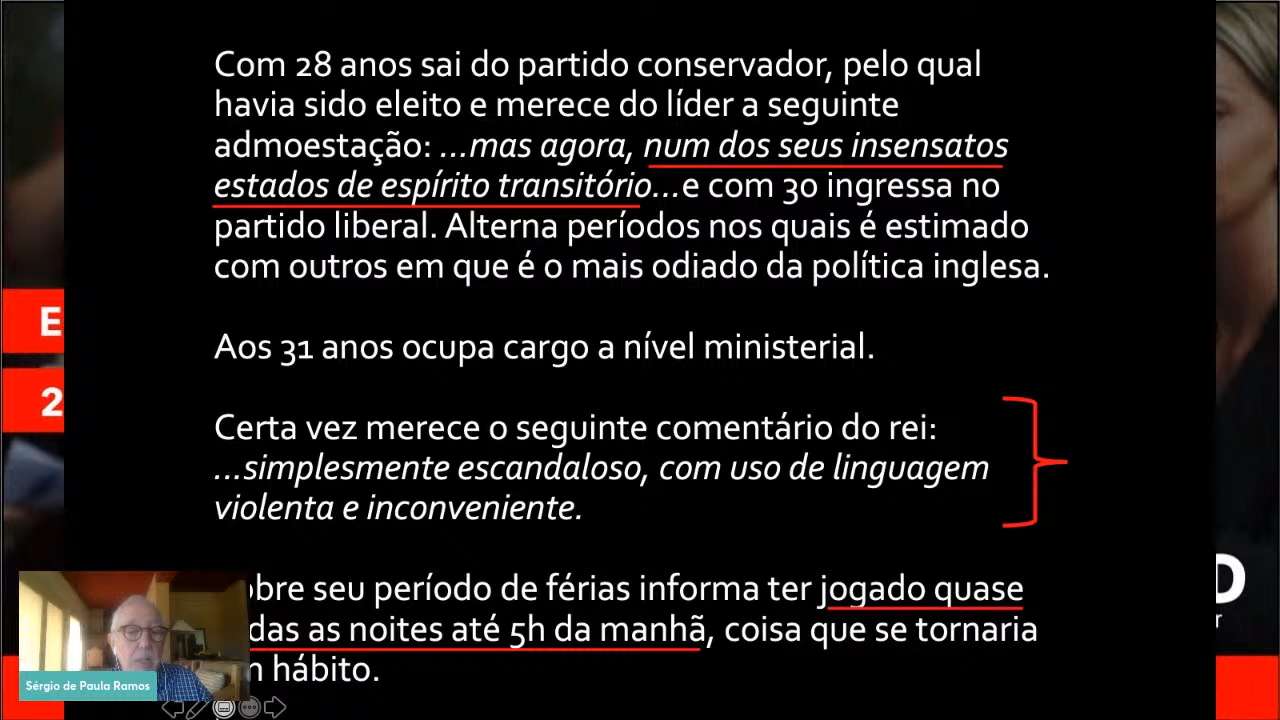 Com 28 anos sai do partido conservador, pelo qual
havia sido eleito e merece do líder a seguinte
admoestação: ...mas agora, num dos seus insensatos
estados de espírito transitório...e com 30 ingressa no
partido liberal. Alterna períodos nos quais é estimado
com outros em que é o mais odiado da política inglesa.
Aos 31 anos ocupa cargo a nível ministerial.
Certa vez merece o seguinte comentário do rei:
...simplesmente escandaloso, com uso de linguagem
violenta e inconveniente.
obre seu período de férias informa ter jogado quase
das as noites até 5h da manhã, coisa que se tornaria
hábito.
Sérgio de Paula Ramos
E
2
D
r